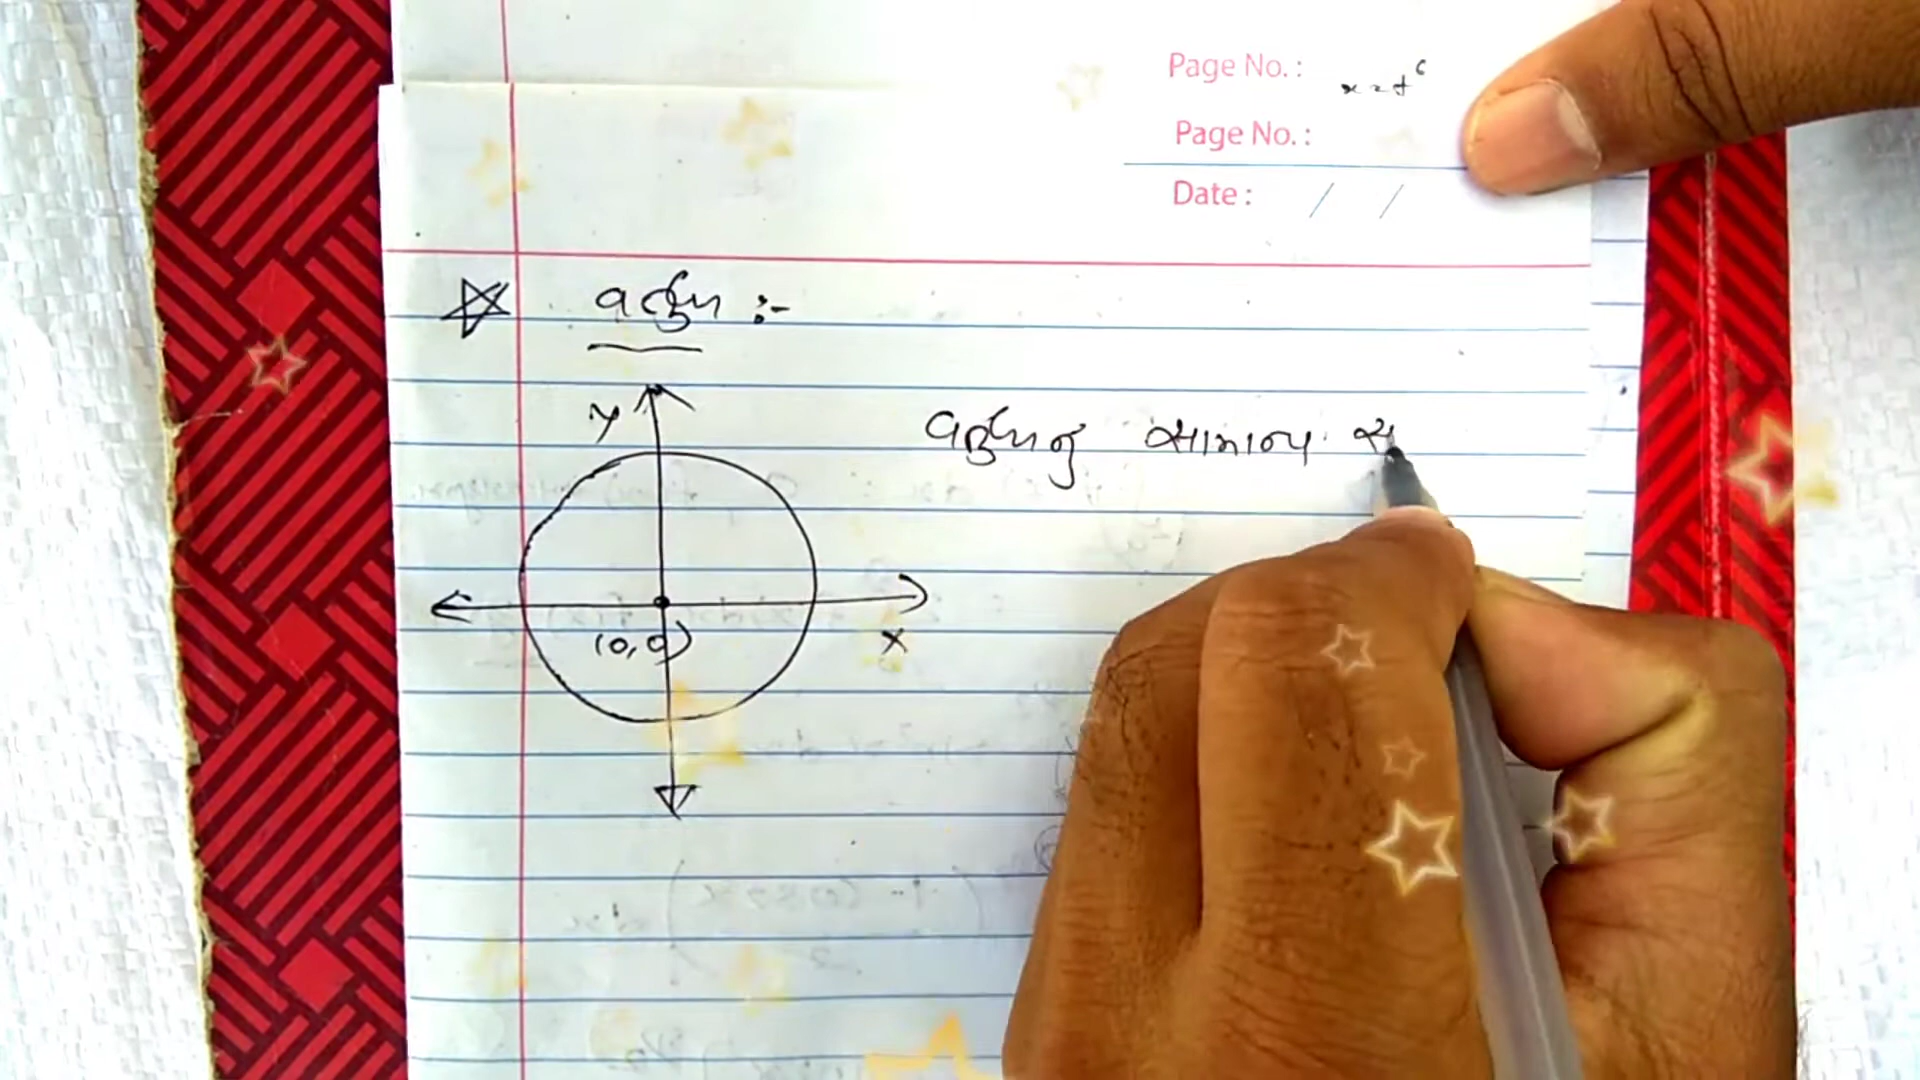 Page No. :
Page No. :
Date : / /
વર્તુળ :-
y
વર્તુળનું સામાન્ય સ
(0,0)
x